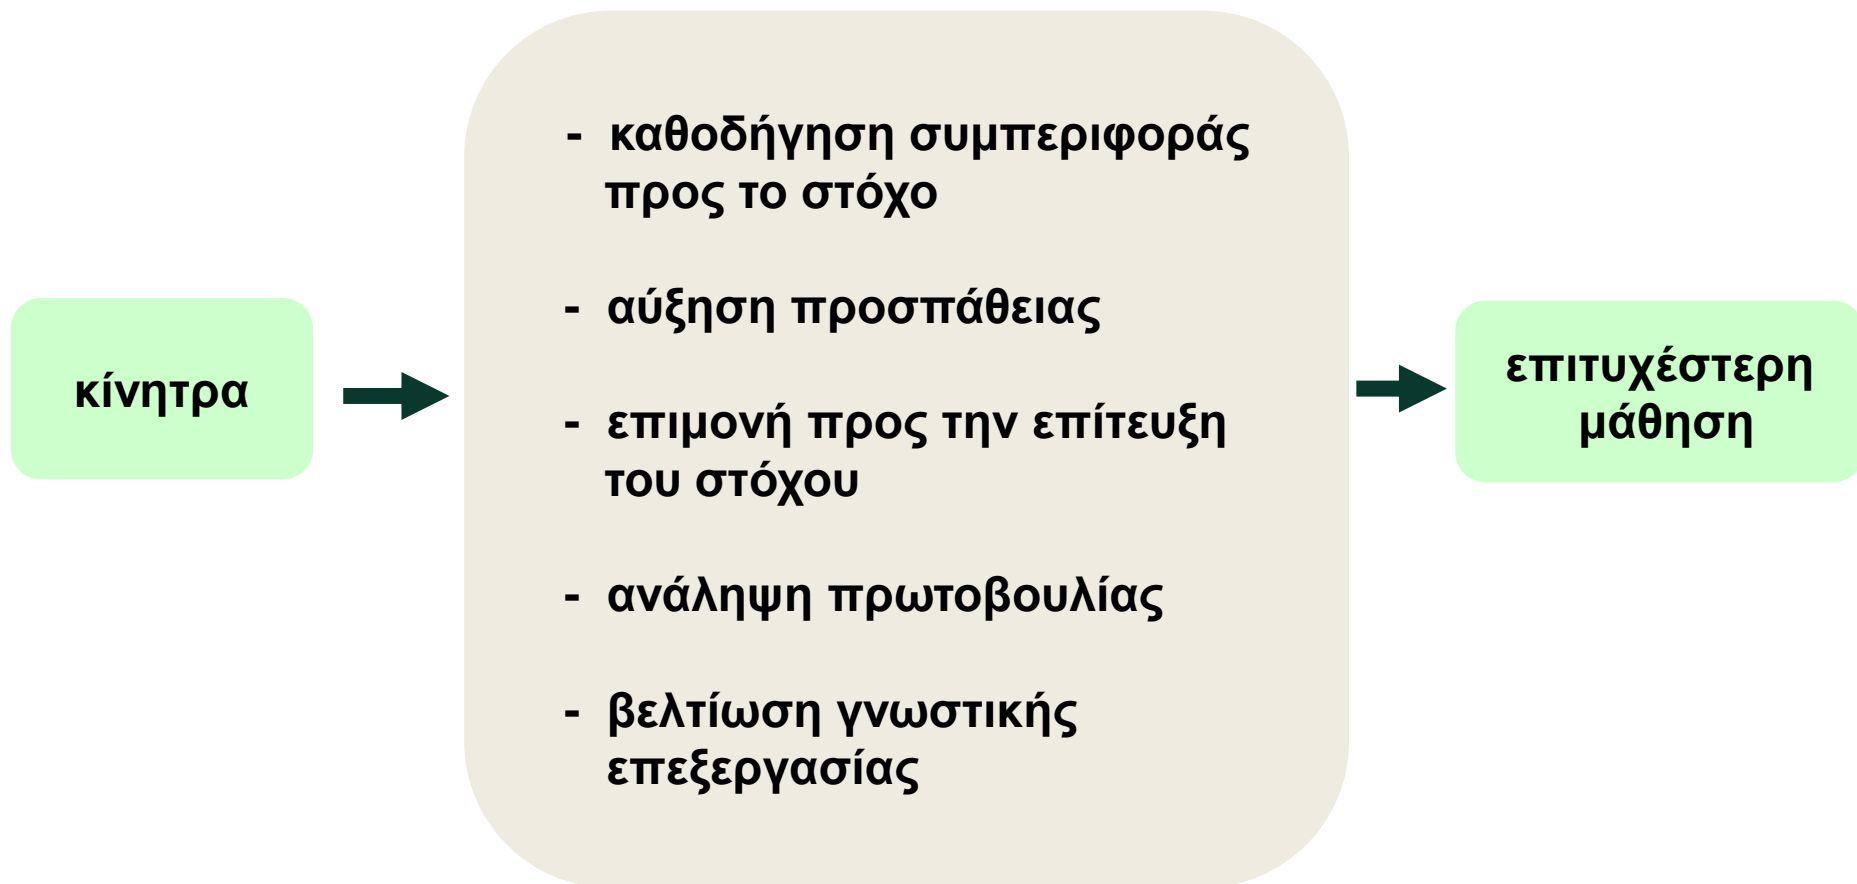 κίνητρα
- καθοδήγηση συμπεριφοράς
προς το στόχο
- αύξηση προσπάθειας
- επιμονή προς την επίτευξη
του στόχου
- ανάληψη πρωτοβουλίας
- βελτίωση γνωστικής
επεξεργασίας
επιτυχέστερη
μάθηση